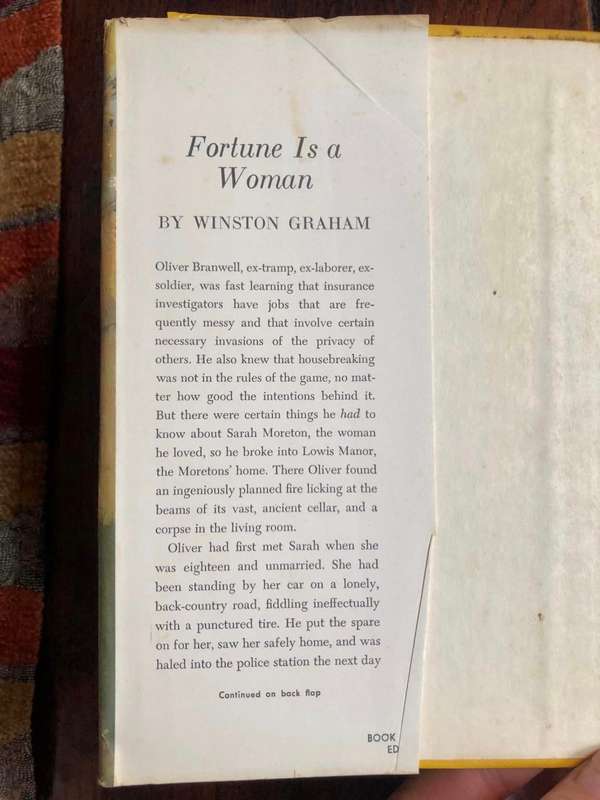 Fortune Is a
Woman
BY WINSTON GRAHAM
Oliver Branwell, ex-tramp, ex-laborer, ex-
soldier, was fast learning that insurance
investigators have jobs that are fre-
quently messy and that involve certain
necessary invasions of the privacy of
others. He also knew that housebreaking
was not in the rules of the game, no mat-
ter how good the intentions behind it.
But there were certain things he had to
know about Sarah Moreton, the woman
he loved, so he broke into Lowis Manor,
the Moretons' home. There Oliver found
an ingeniously planned fire licking at the
beams of its vast, ancient cellar, and a
corpse in the living room.
Oliver had first met Sarah when she
was eighteen and unmarried. She had
been standing by her car on a lonely,
back-country road, fiddling ineffectually
with a punctured tire. He put the spare
on for her, saw her safely home, and was
haled into the police station the next day
Continued on back flap
BOOK
ED